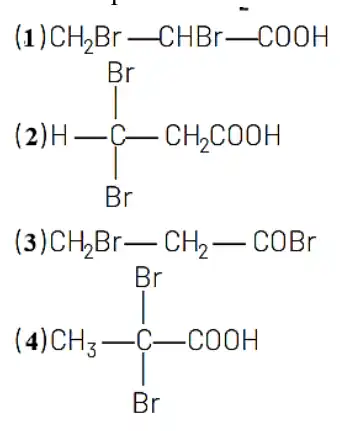 (1)CH₂Br—CHBr—COOH
Br
(2)H—C—CH₂COOH
Br
(3)CH₂Br—CH₂—COBr
Br
(4)CH₃—C—COOH
Br